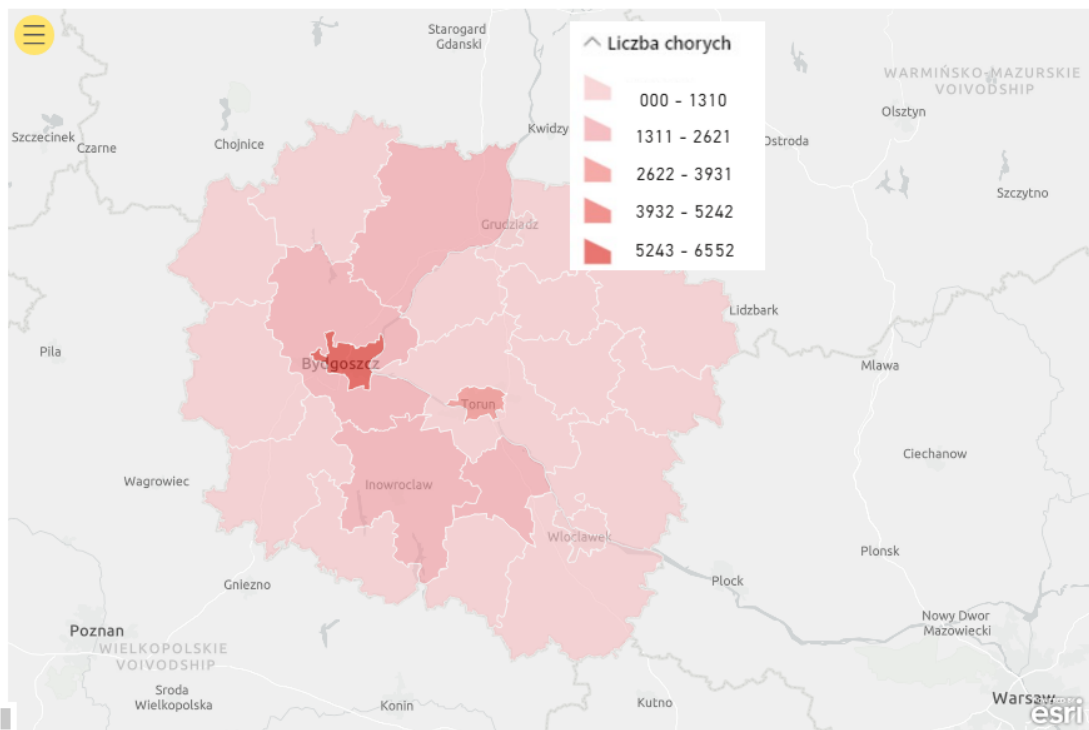 Starograd
Gdanski
Liczba chorych
000 - 1310
1311 - 2621
2622 - 3931
3932 - 5242
5243 - 6552
WARMIŃSKO-MAZURSKIE
VOIVODSHIP
Olsztyn
Szczecinek
Czarne
Chojnice
Kwidzy
Ostroda
Szczytno
Grudziadz
Lidzbark
Pila
Bydgoszcz
Mlawa
Torun
Ciechanow
Wagrowiec
Inowroclaw
Wloclawek
Plonsk
Gniezno
Plock
Nowy Dwor
Mazowiecki
Poznan
WIELKOPOLSKIE
VOIVODSHIP
Sroda
Wielkopolska
Konin
Kutno
Warsaw
esri